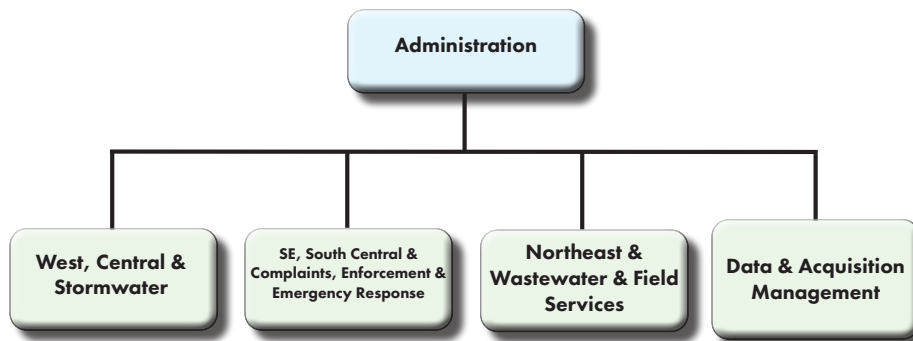 Administration
West, Central &
Stormwater
SE, South Central &
Complaints, Enforcement &
Emergency Response
Northeast &
Wastewater & Field
Services
Data & Acquisition
Management